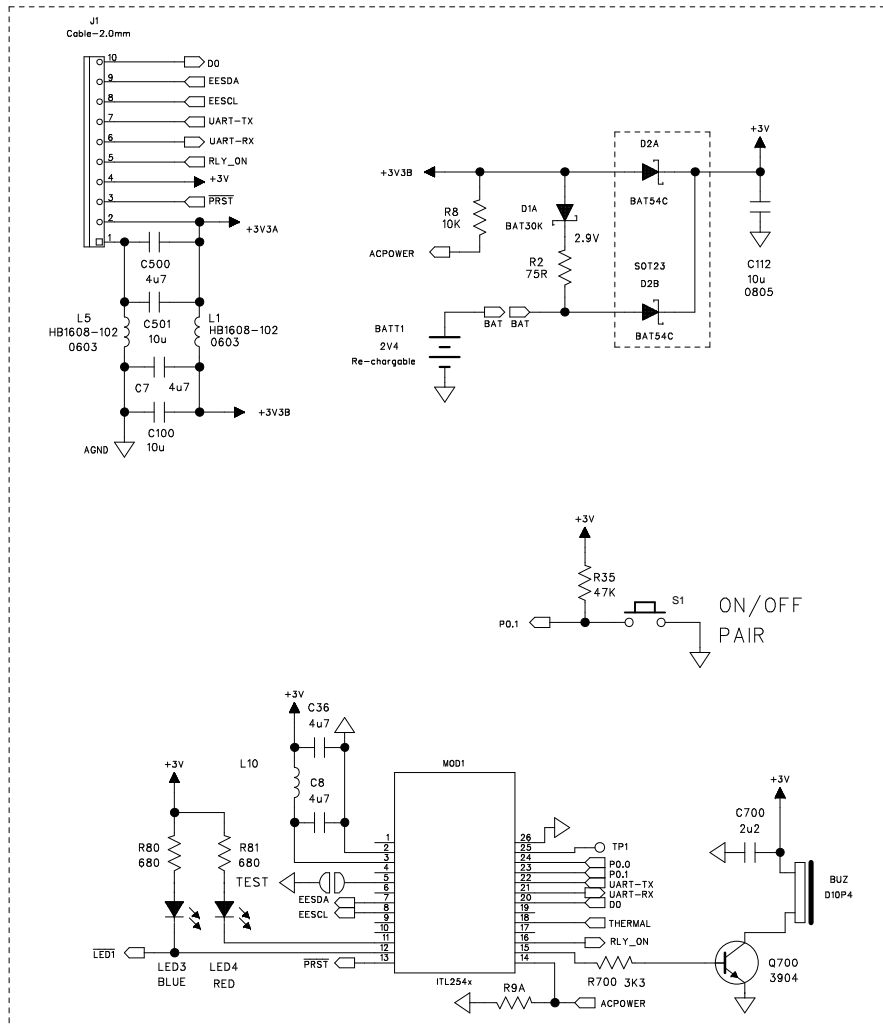 J1
Cable-2.0mm
10 DO
9 EESDA
8 EESCL
7 UART-TX
6 UART-RX
5 RLY_ON
4 +3V
3 PRST
2 +3V3A
1
C500
4u7
L5
HB1608-102
0603
C501
10u
L1
HB1608-102
0603
C7 4u7
+3V3B
C100
10u
AGND
+3V
D2A
+3V3B
BAT54C
R8
10K
D1A
BAT30K
2.9V
ACPOWER
R2
75R
SOT23
D2B
BAT54C
C112
10u
0805
BATT1
2V4
Re-chargable
BAT BAT
+3V
R35
47K
P0.1
S1
ON/OFF
PAIR
+3V
C36
4u7
L10
C8
4u7
+3V
R80
680
R81
680
TEST
MOD1
1
2
3
4
5
6
EESDA 7
EESCL 8
9
10
11
12
PRST 13
26
25 TP1
24 P0.0
23 P0.1
22 UART-TX
21 UART-RX
20 DO
19
18 THERMAL
17
16 RLY_ON
15
14
ITL254x
LED1
LED3
BLUE
LED4
RED
R9A
ACPOWER
R700 3K3
+3V
C700
2u2
BUZ
D10P4
Q700
3904